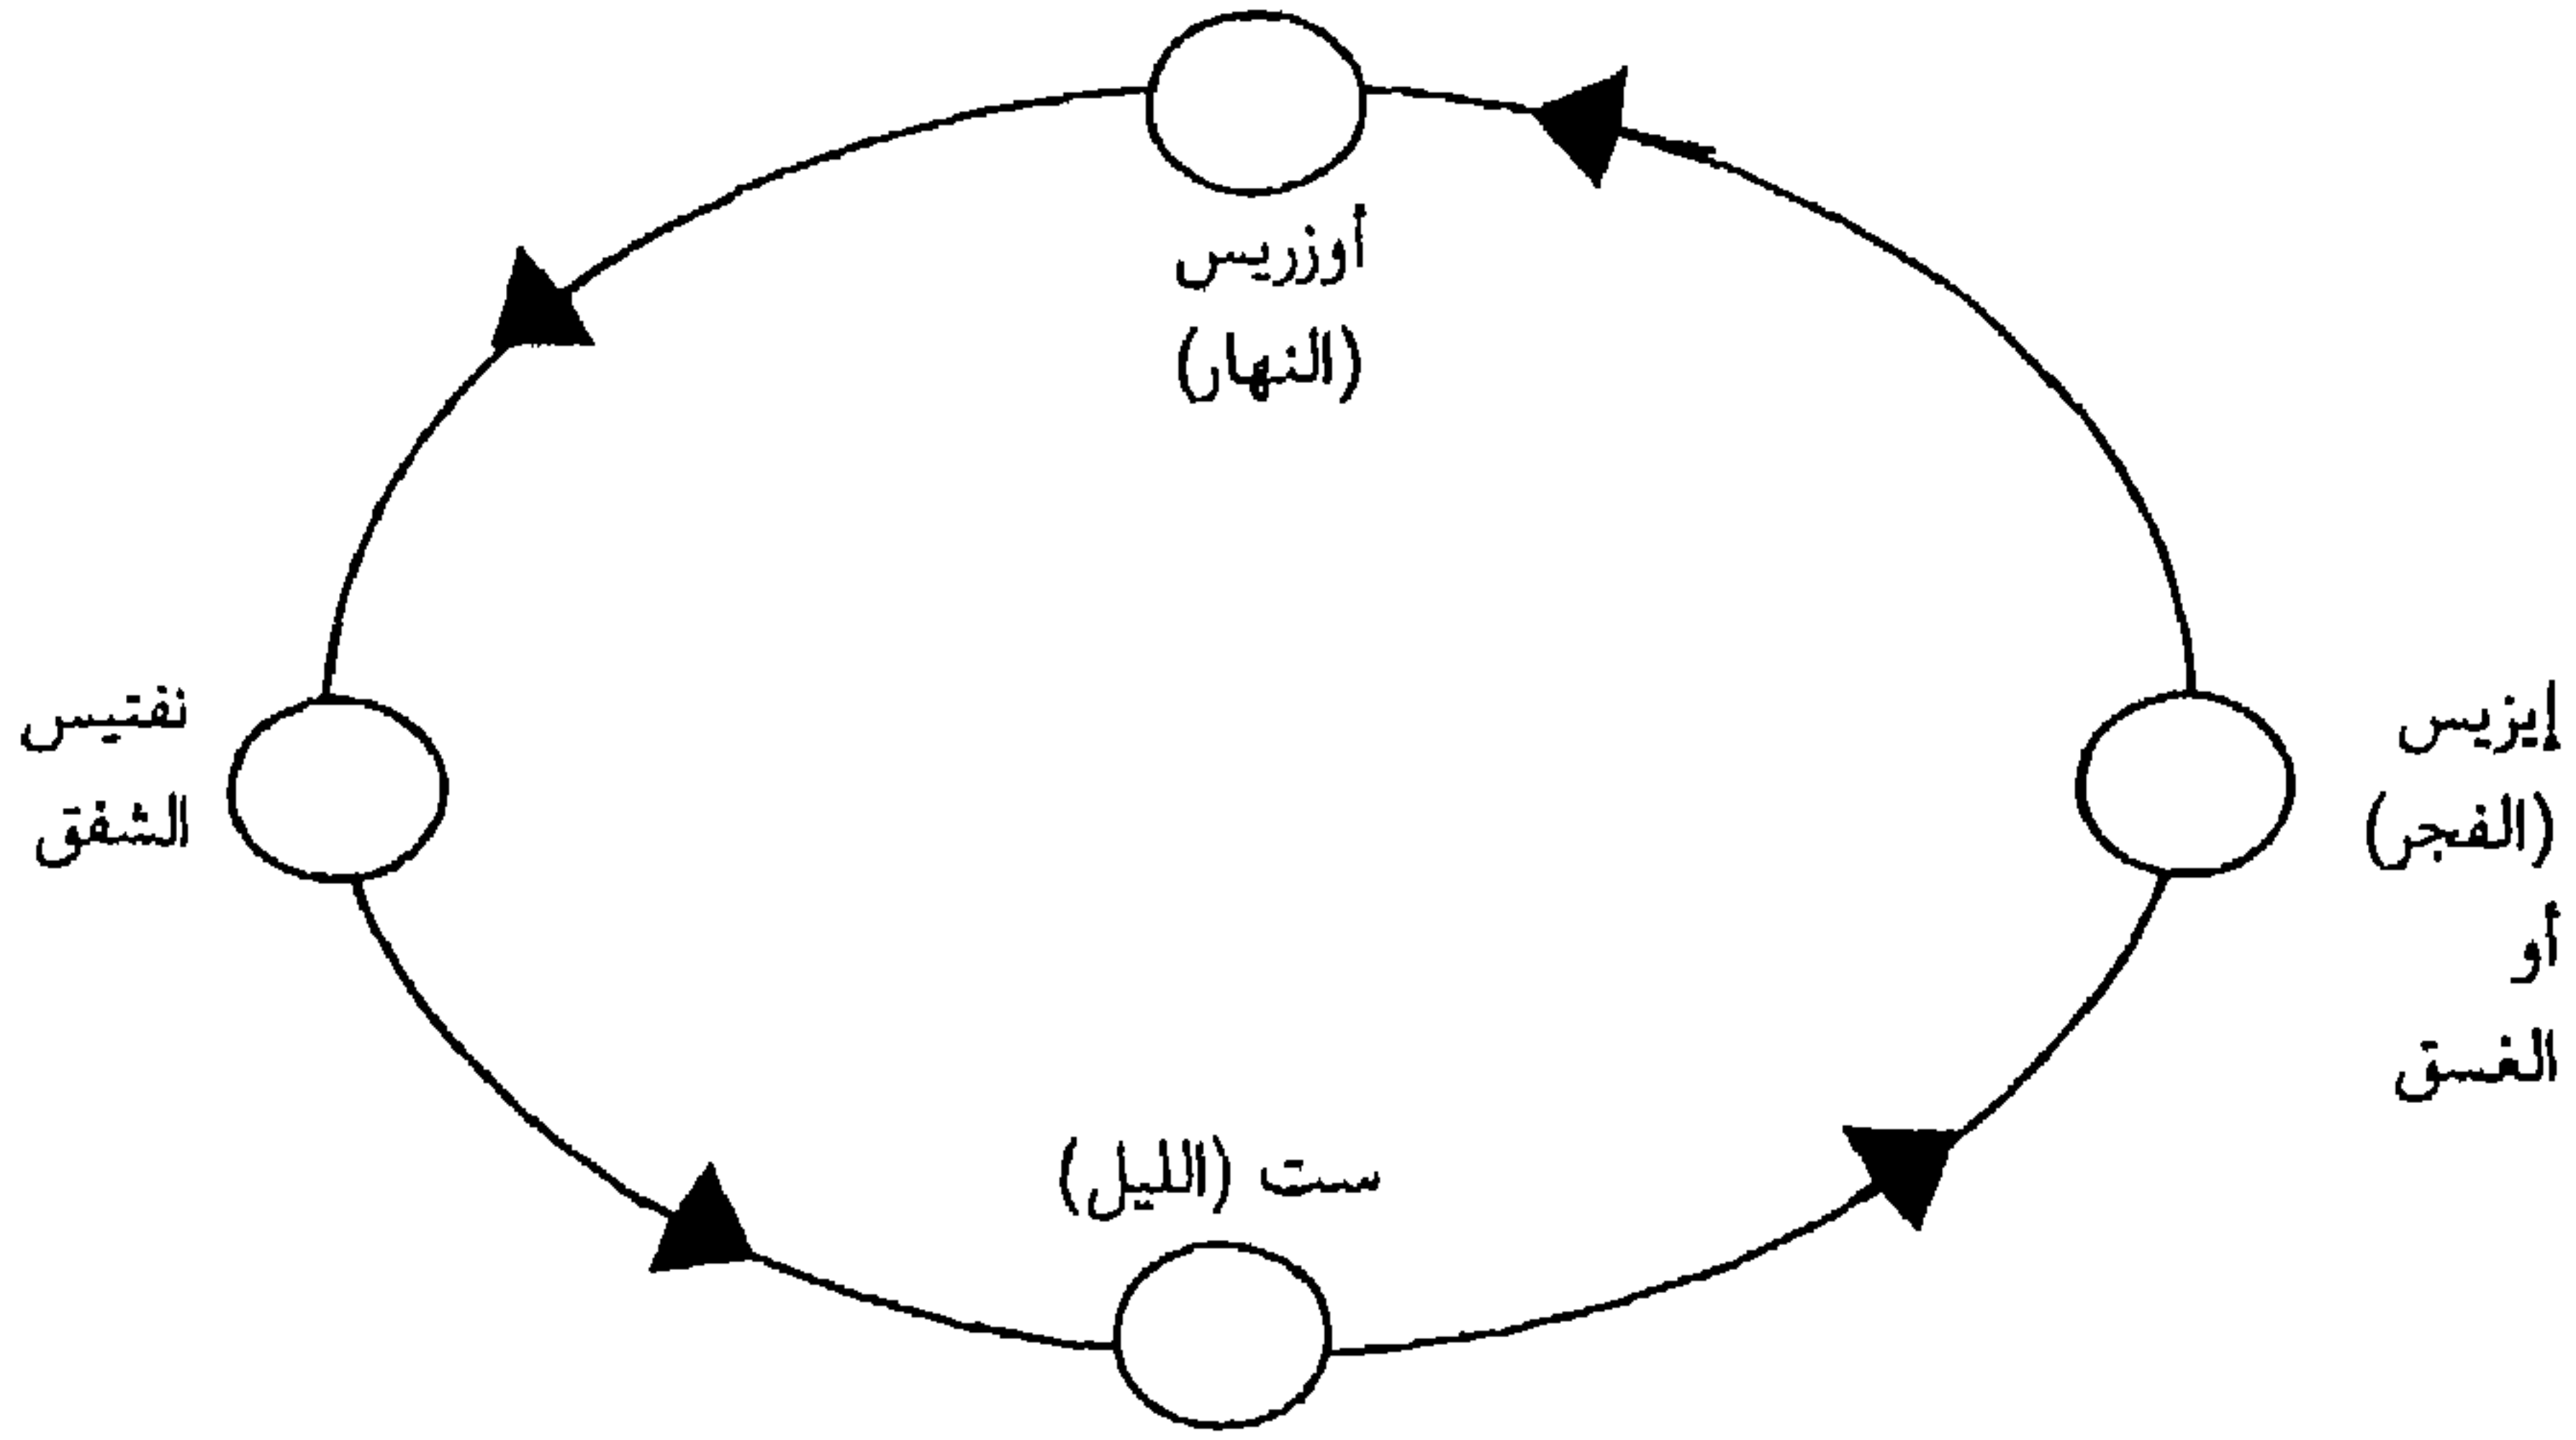 أوزريس
(النهار)
إيزيس
(الفجر)
أو
الغسق
نفتيس
الشفق
ست (الليل)